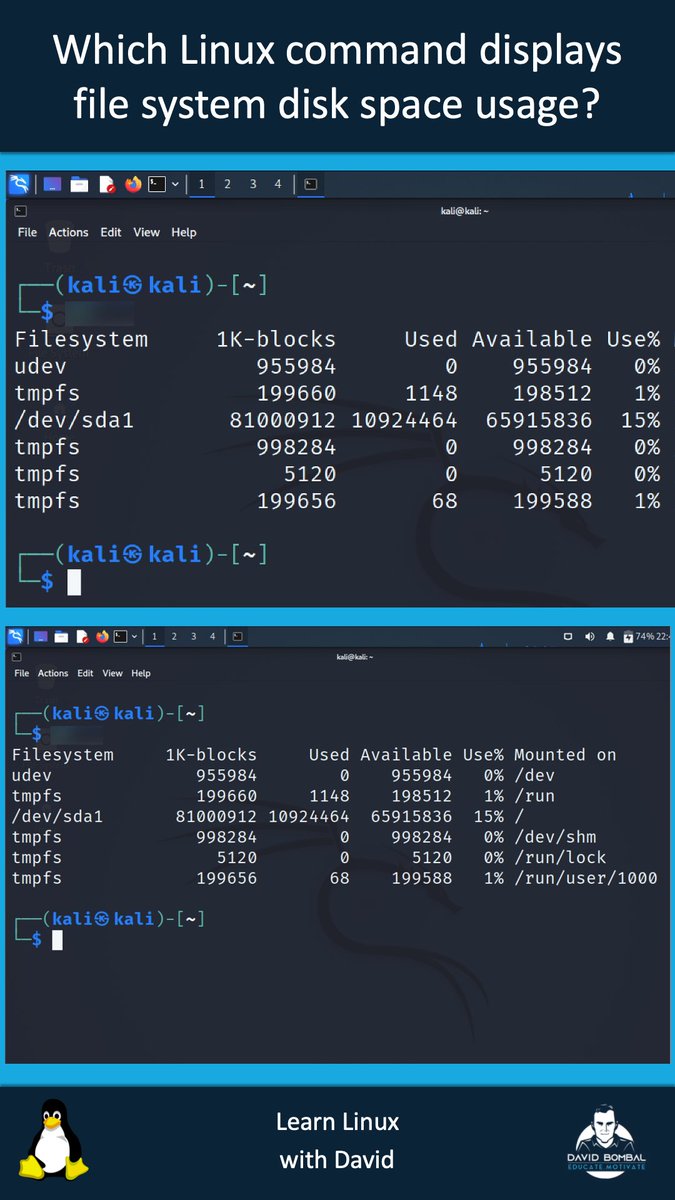 Which Linux command displays
file system disk space usage?
1 2 3 4
kali@kali: ~
File Actions Edit View Help
┌──(kali㉿kali)-[~]
└─$
Filesystem 1K-blocks Used Available Use%
udev 955984 0 955984 0%
tmpfs 199660 1148 198512 1%
/dev/sda1 81000912 10924464 65915836 15%
tmpfs 998284 0 998284 0%
tmpfs 5120 0 5120 0%
tmpfs 199656 68 199588 1%
┌──(kali㉿kali)-[~]
└─$
1 2 3 4 74% 22:4
kali@kali: ~
File Actions Edit View Help
┌──(kali㉿kali)-[~]
└─$
Filesystem 1K-blocks Used Available Use% Mounted on
udev 955984 0 955984 0% /dev
tmpfs 199660 1148 198512 1% /run
/dev/sda1 81000912 10924464 65915836 15% /
tmpfs 998284 0 998284 0% /dev/shm
tmpfs 5120 0 5120 0% /run/lock
tmpfs 199656 68 199588 1% /run/user/1000
┌──(kali㉿kali)-[~]
└─$
Learn Linux
with David
DAVID BOMBAL
EDUCATE MOTIVATE